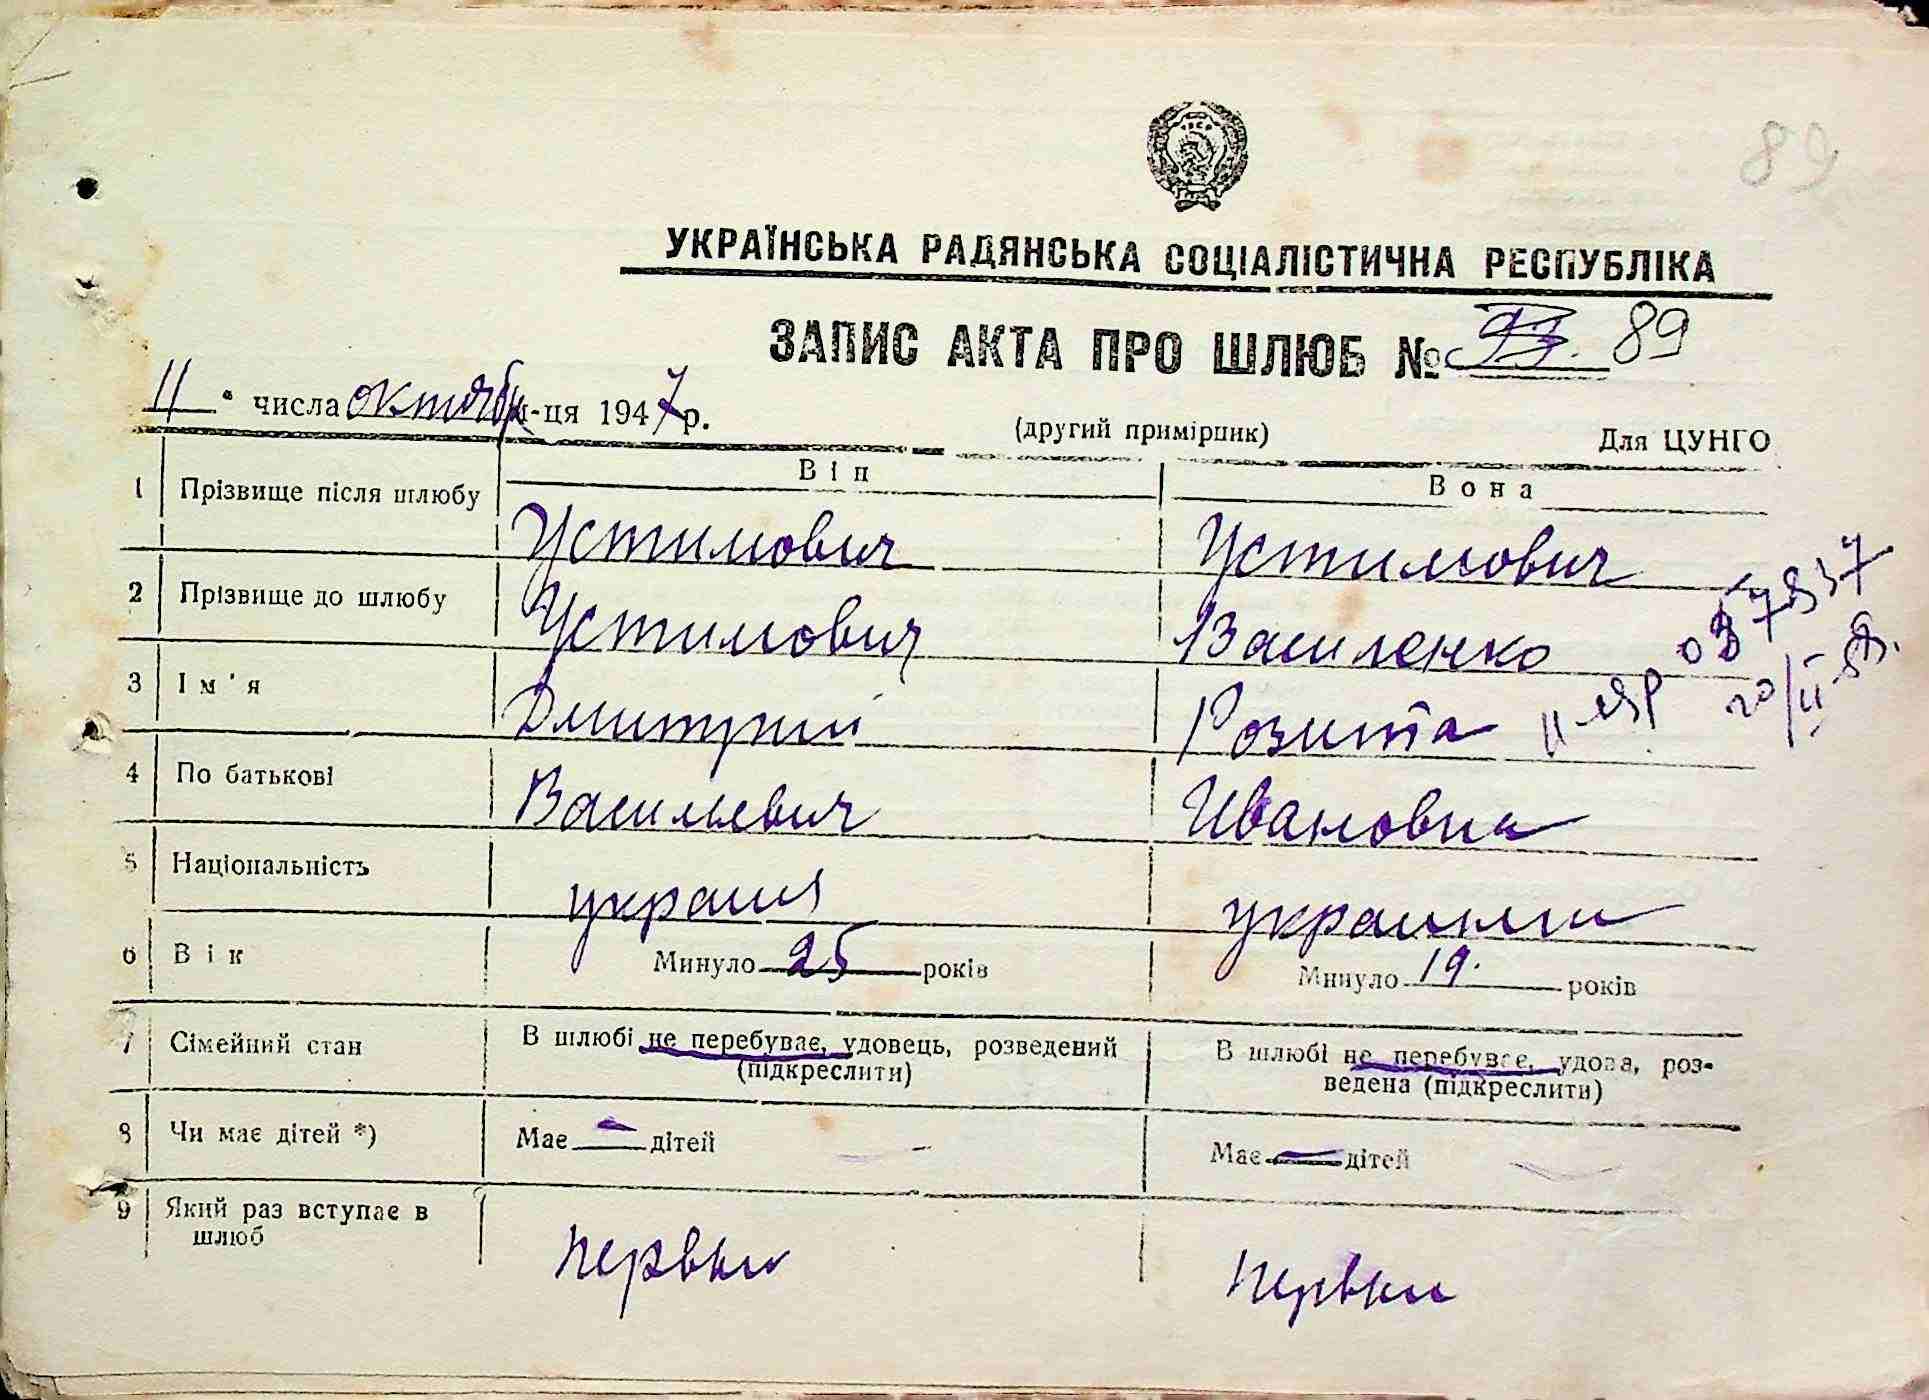 89
УКРАЇНСЬКА РАДЯНСЬКА СОЦІАЛІСТИЧНА РЕСПУБЛІКА
ЗАПИС АКТА ПРО ШЛЮБ № 89
11 числа октября м-ця 1947 р.
(другий примірник) Для ЦУНГО
Він Вона
1 Прізвище після шлюбу Устимович Устимович
2 Прізвище до шлюбу Устимович Василенко
3 Ім'я Дмитрий Розита
4 По батькові Васильевич Ивановна
5 Національність украин украинка
6 Вік Минуло 25 років Минуло 19 років
7 Сімейний стан В шлюбі не перебуває, удовець, розведений (підкреслити) В шлюбі не перебуває, удова, роз-
ведена (підкреслити)
8 Чи має дітей *) Має — дітей Має — дітей
9 Який раз вступає в
шлюб первый первый